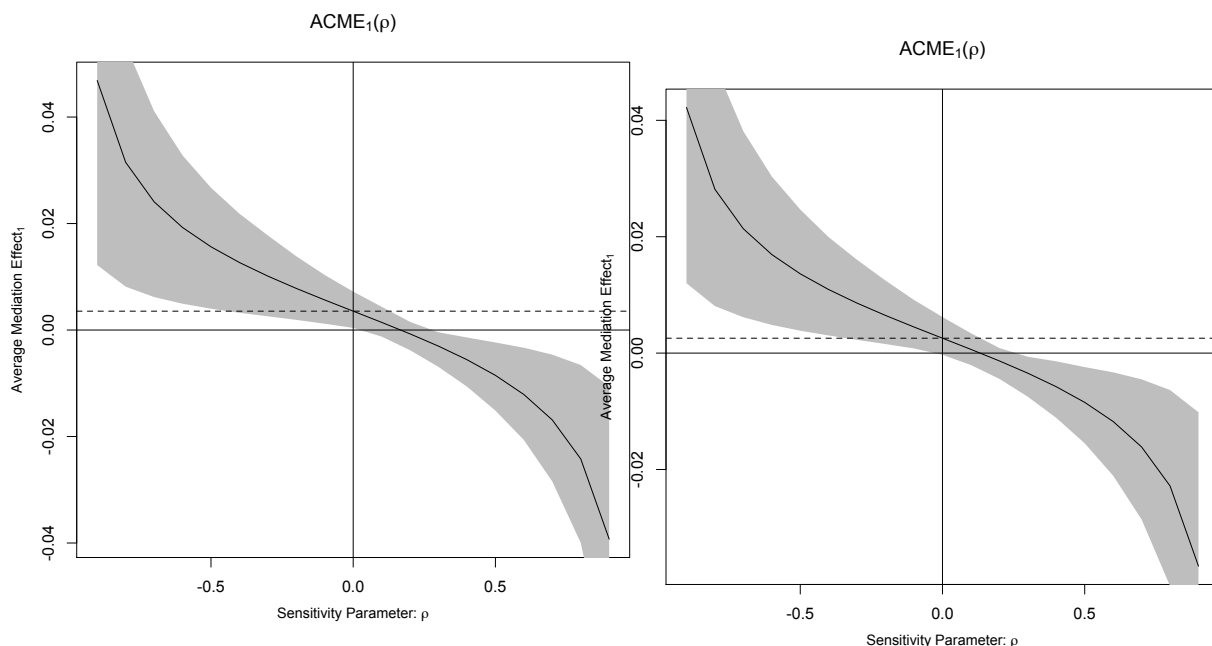 ACME₁(ρ)
Average Mediation Effect₁
0.04
0.02
0.00
-0.02
-0.04
-0.5
0.0
0.5
Sensitivity Parameter: ρ
ACME₁(ρ)
Average Mediation Effect₁
0.04
0.02
0.00
-0.02
-0.5
0.0
0.5
Sensitivity Parameter: ρ